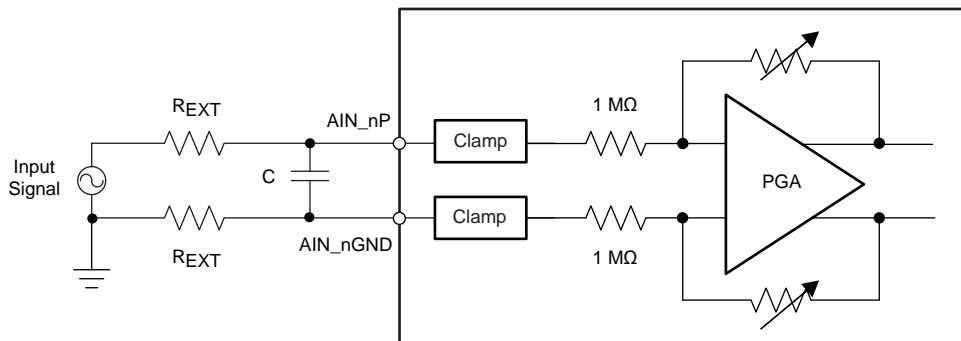 1 MΩ
REXT
AIN_nP
Clamp
Input
Signal
C
PGA
Clamp
AIN_nGND
REXT
1 MΩ